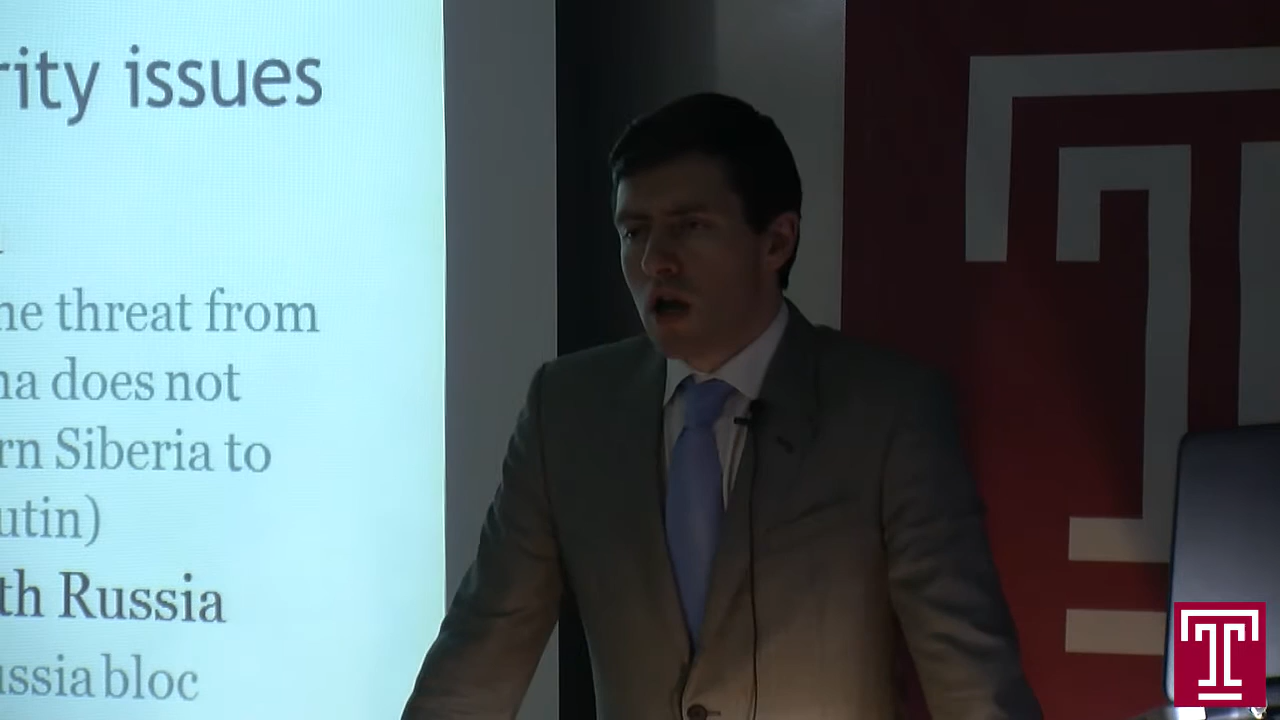 rity issues
ne threat from
na does not
rn Siberia to
utin)
th Russia
ussia bloc
T